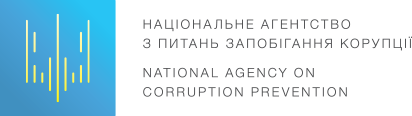 НАЦІОНАЛЬНЕ АГЕНТСТВО
З ПИТАНЬ ЗАПОБІГАННЯ КОРУПЦІЇ
NATIONAL AGENCY ON
CORRUPTION PREVENTION